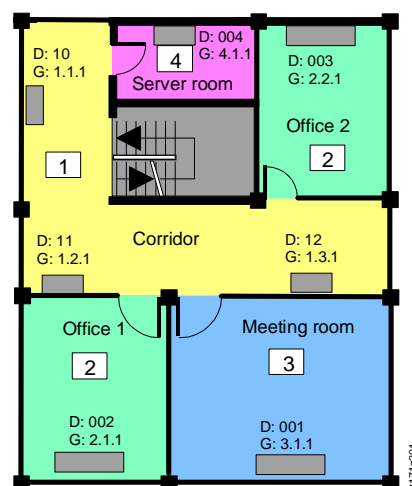 D: 004
G: 4.1.1
4
Server room
D: 10
G: 1.1.1
1
D: 003
G: 2.2.1
Office 2
2
D: 11
G: 1.2.1
Corridor
D: 12
G: 1.3.1
Office 1
2
D: 002
G: 2.1.1
Meeting room
3
D: 001
G: 3.1.1